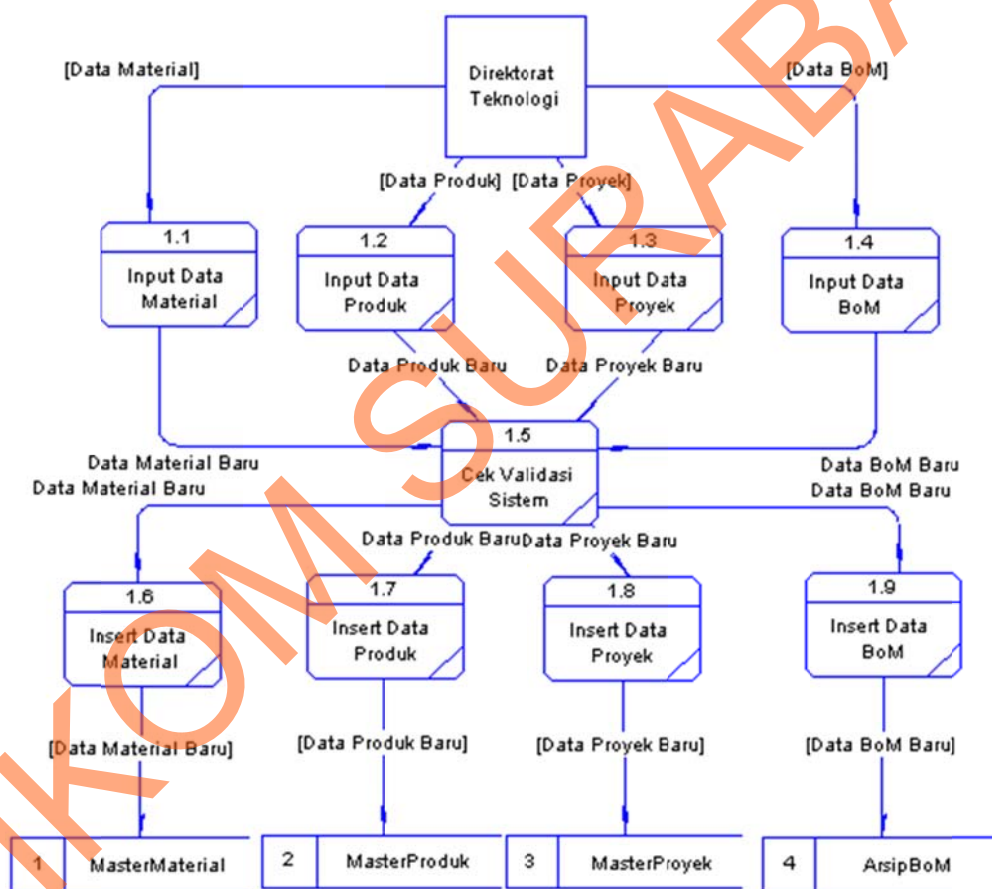 Direktorat
Teknologi
[Data Material]
[Data BoM]
[Data Produk] [Data Proyek]
1.1
Input Data
Material
1.2
Input Data
Produk
1.3
Input Data
Proyek
1.4
Input Data
BoM
Data Produk Baru
Data Proyek Baru
1.5
Cek Validasi
Sistem
Data Material Baru
Data Material Baru
Data BoM Baru
Data BoM Baru
Data Produk Baru
Data Proyek Baru
1.6
Insert Data
Material
1.7
Insert Data
Produk
1.8
Insert Data
Proyek
1.9
Insert Data
BoM
[Data Material Baru]
[Data Produk Baru]
[Data Proyek Baru]
[Data BoM Baru]
1 MasterMaterial
2 MasterProduk
3 MasterProyek
4 ArsipBoM
IKOM SURABA